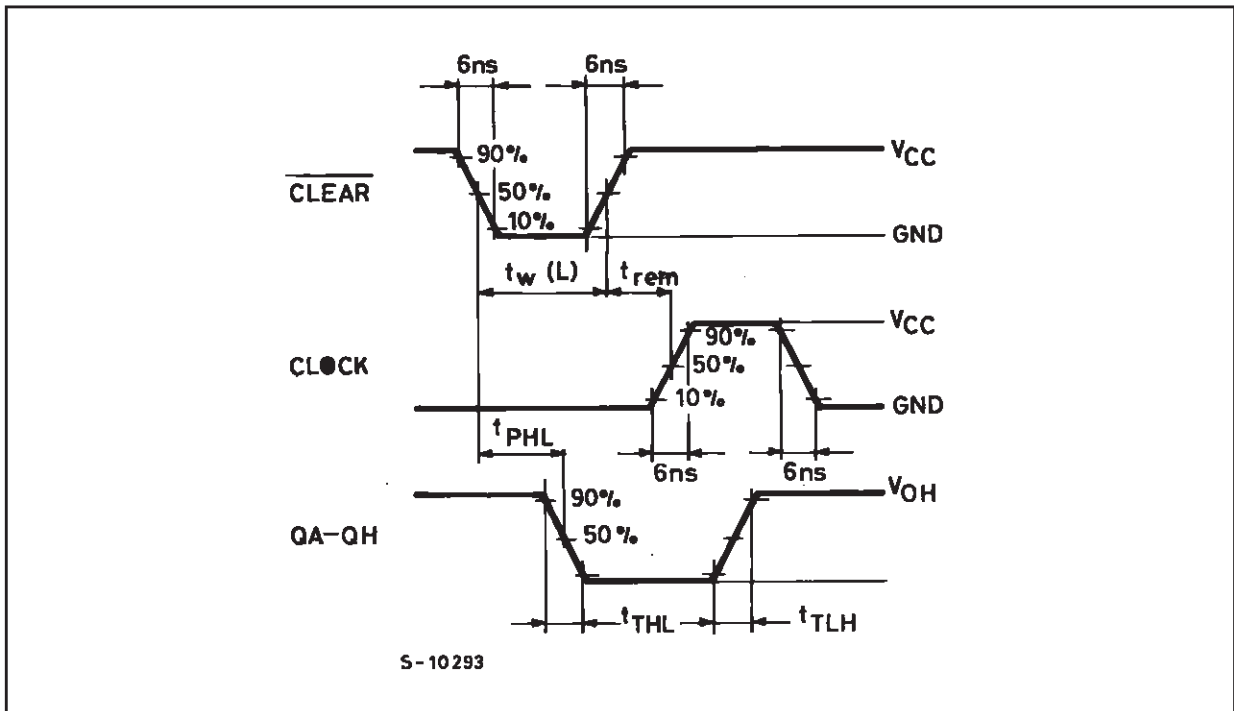 6ns 6ns
90%
VCC
CLEAR
50%
10%
GND
tw (L) trem
VCC
90%
CLOCK
50%
10%
GND
tPHL
6ns 6ns
90%
VOH
QA-QH
50%
tTHL tTLH
S-10293